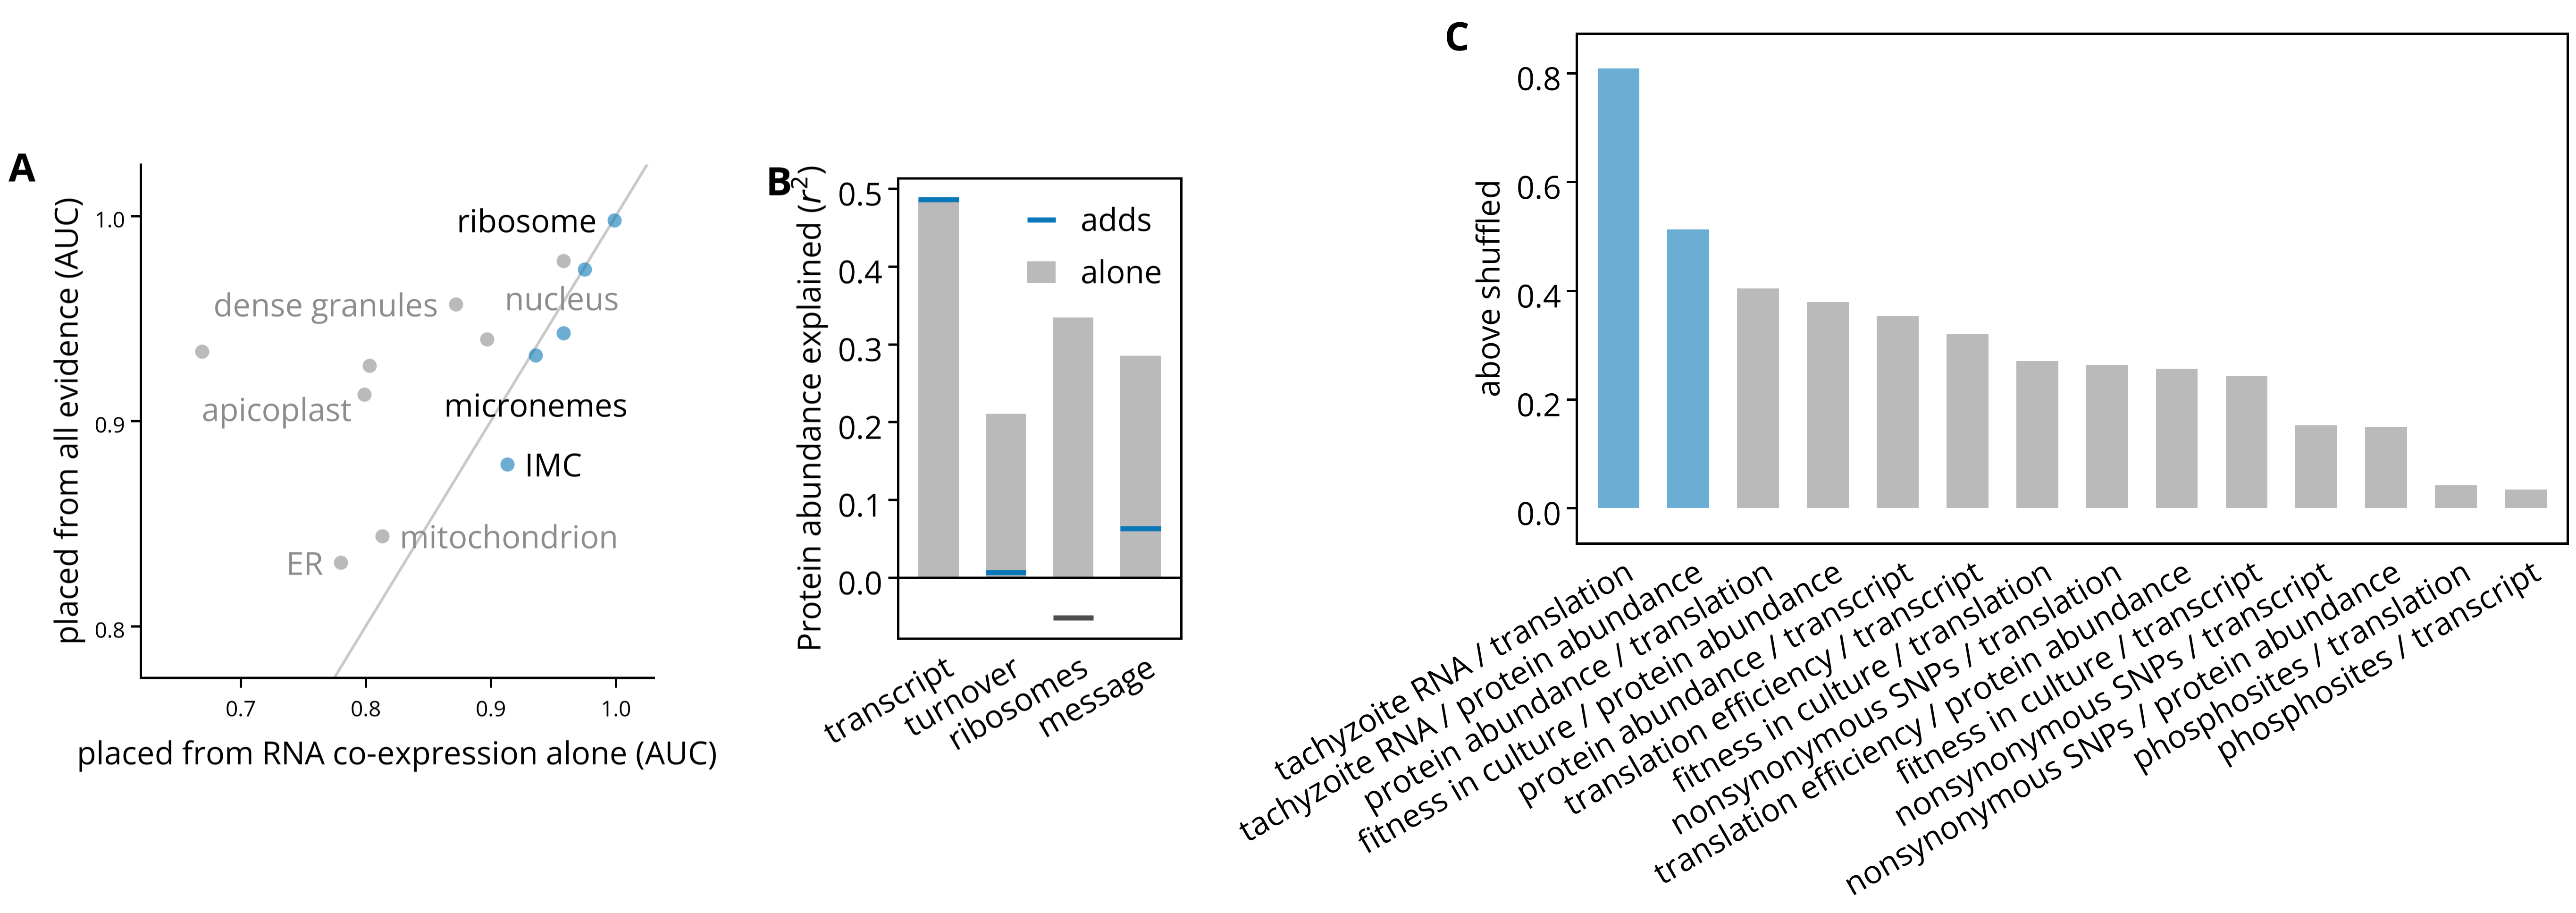 A
placed from all evidence (AUC)
1.0
0.9
0.8
ribosome
dense granules
nucleus
apicoplast
micronemes
IMC
mitochondrion
ER
0.7
0.8
0.9
1.0
placed from RNA co-expression alone (AUC)
B
Protein abundance explained (r²)
0.5
0.4
0.3
0.2
0.1
0.0
adds
alone
transcript
turnover
ribosomes
message
C
above shuffled
0.8
0.6
0.4
0.2
0.0
tachyzoite RNA / translation
tachyzoite RNA / protein abundance
protein abundance / translation
fitness in culture / protein abundance
protein abundance / transcript
translation efficiency / transcript
fitness in culture / translation
nonsynonymous SNPs / translation
translation efficiency / protein abundance
fitness in culture / transcript
nonsynonymous SNPs / transcript
nonsynonymous SNPs / protein abundance
phosphosites / translation
phosphosites / transcript